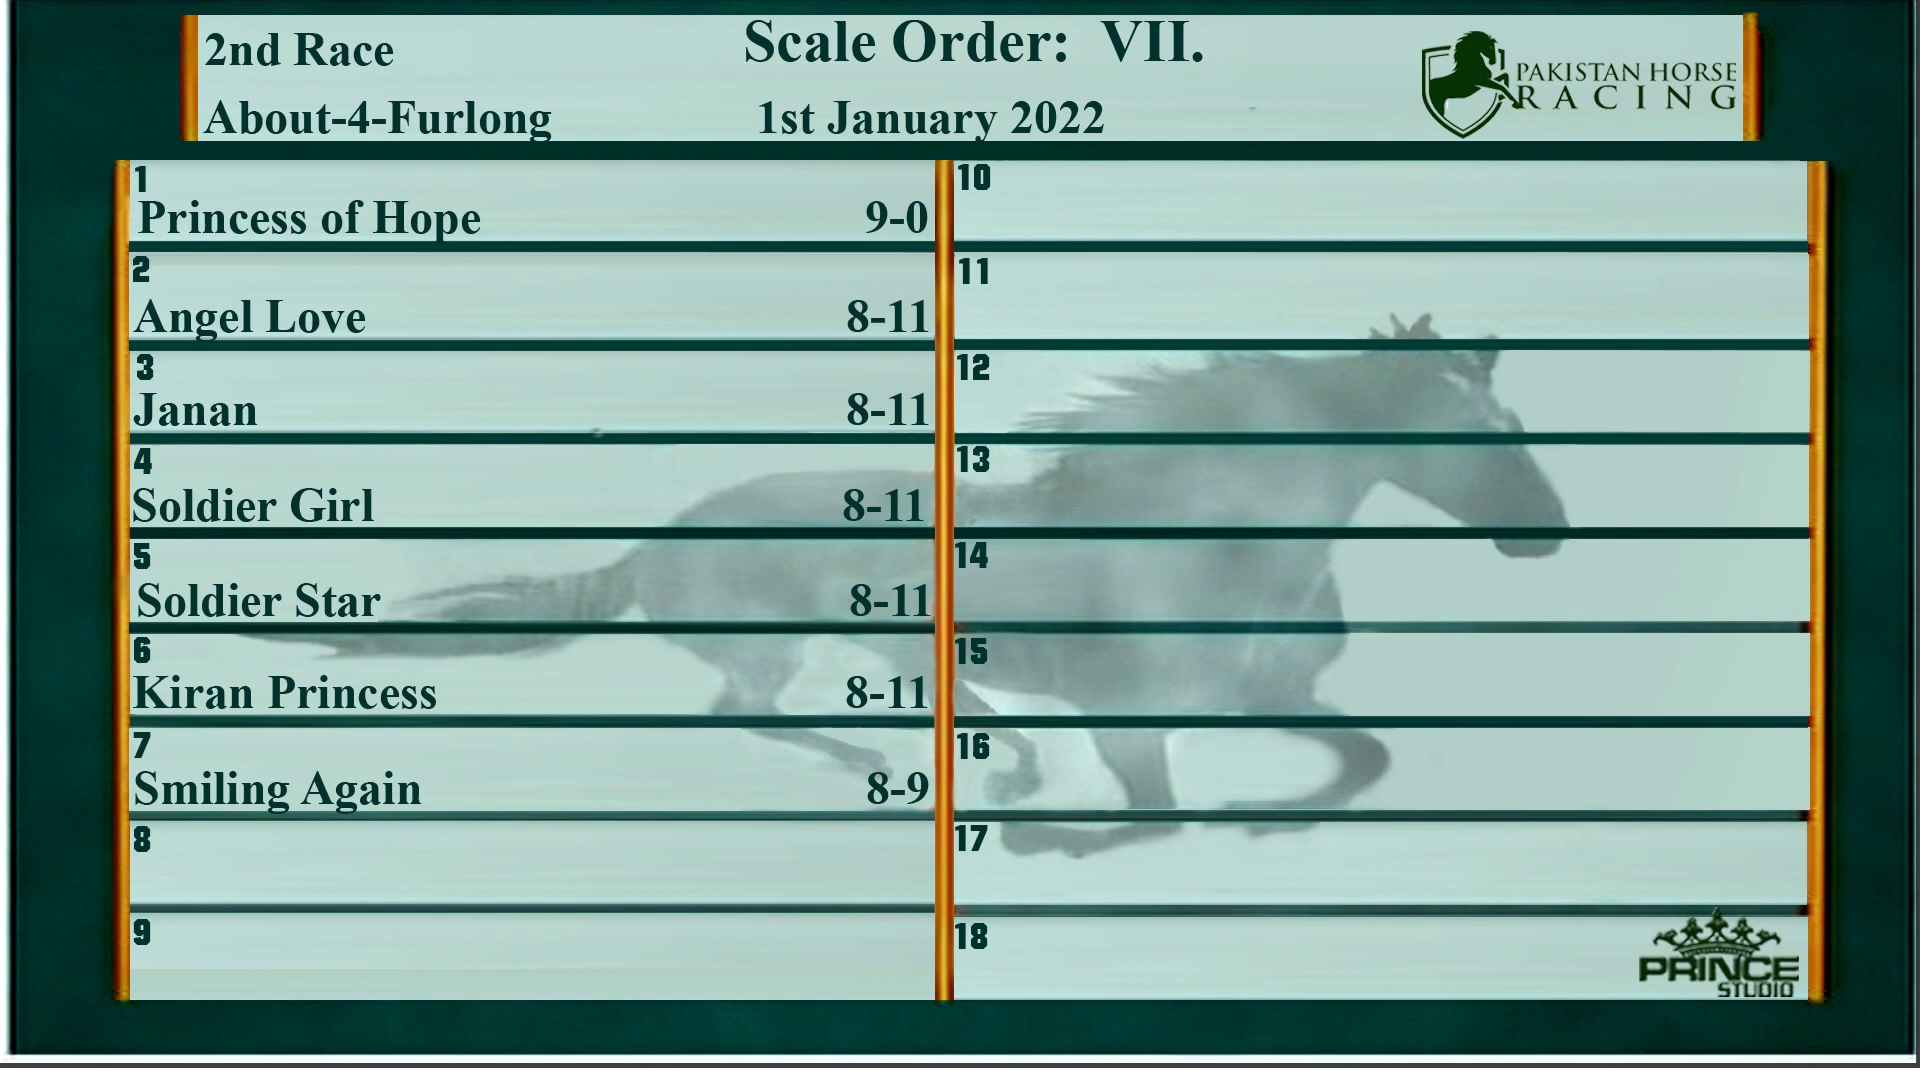 2nd Race
Scale Order: VII.
About-4-Furlong
1st January 2022
PAKISTAN HORSE
RACING
1
Princess of Hope 9-0
2
Angel Love 8-11
3
Janan 8-11
4
Soldier Girl 8-11
5
Soldier Star 8-11
6
Kiran Princess 8-11
7
Smiling Again 8-9
8
9
10
11
12
13
14
15
16
17
18
PRINCE
STUDIO